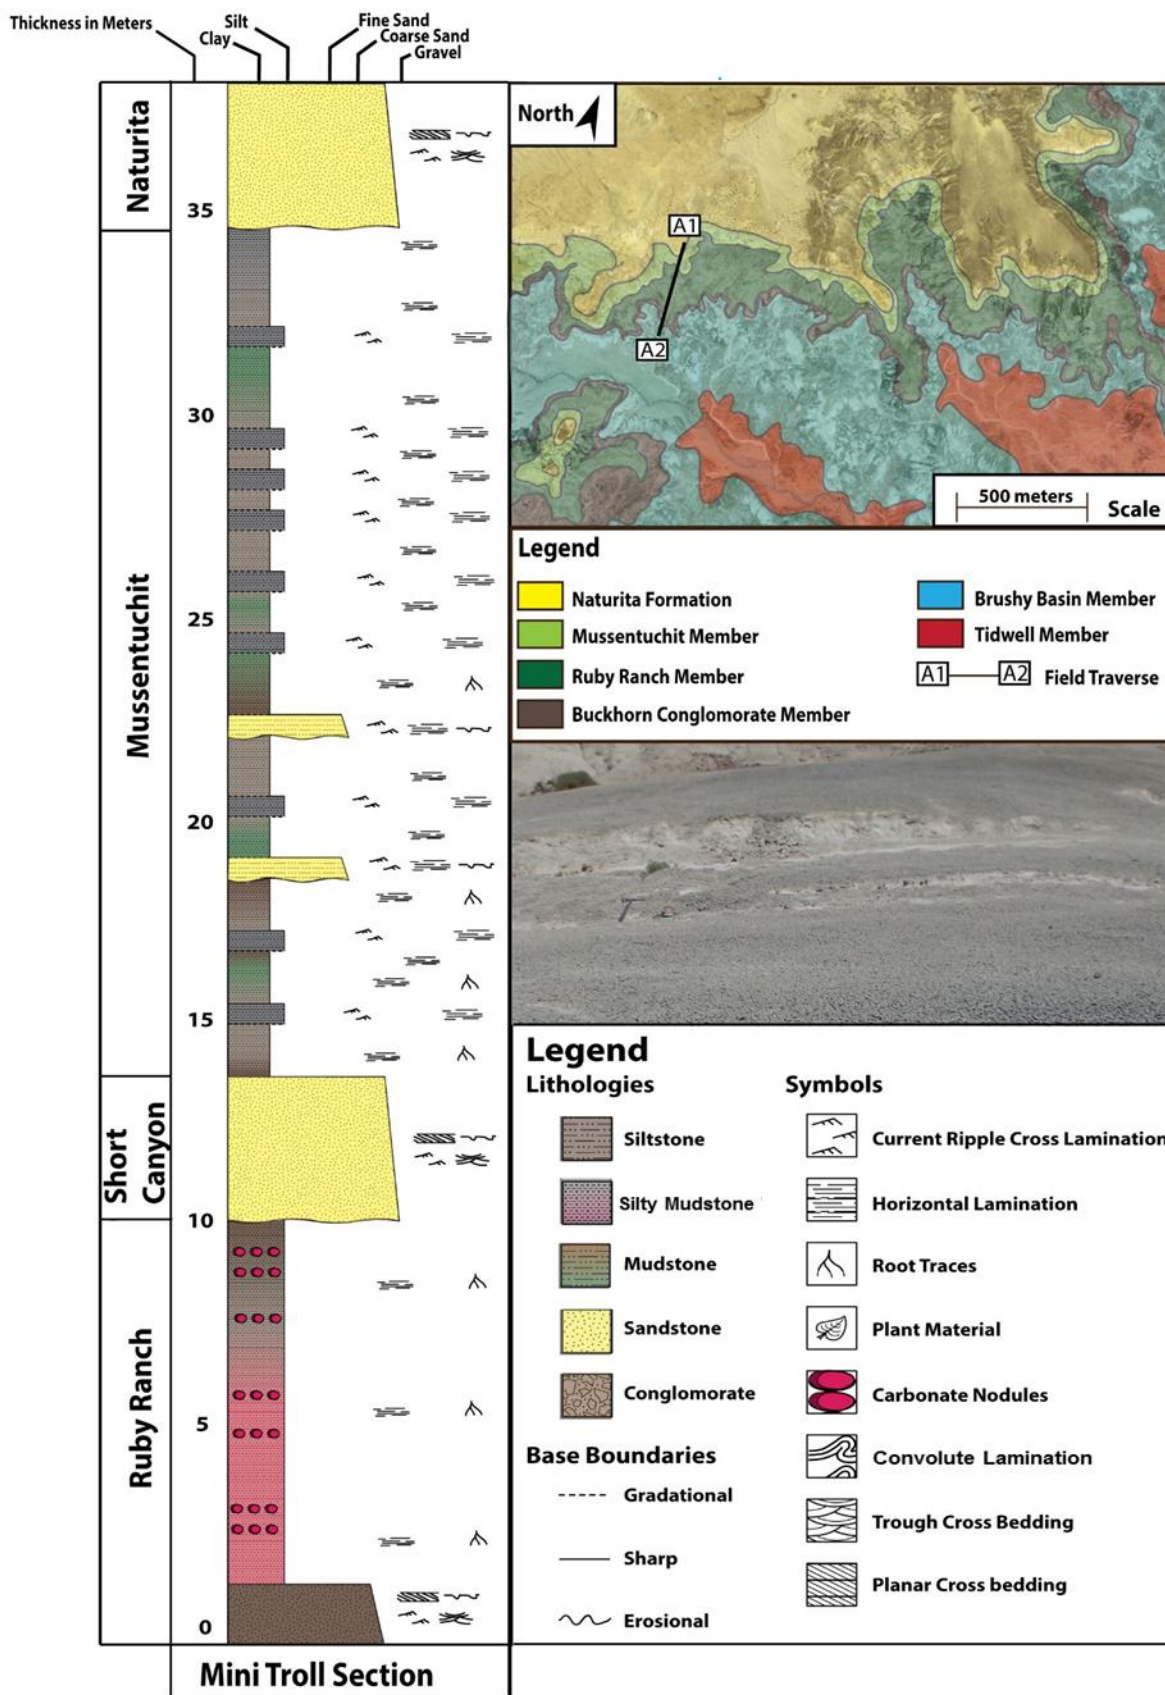 Thickness in Meters
Silt
Clay
Fine Sand
Coarse Sand
Gravel
Naturita
35
Mussentuchit
30
25
20
15
Short
Canyon
10
Ruby Ranch
5
0
Mini Troll Section
North
A1
A2
500 meters
Scale
Legend
Naturita Formation
Mussentuchit Member
Ruby Ranch Member
Buckhorn Conglomorate Member
Brushy Basin Member
Tidwell Member
A1 A2 Field Traverse
Legend
Lithologies
Siltstone
Silty Mudstone
Mudstone
Sandstone
Conglomorate
Base Boundaries
Gradational
Sharp
Erosional
Symbols
Current Ripple Cross Lamination
Horizontal Lamination
Root Traces
Plant Material
Carbonate Nodules
Convolute Lamination
Trough Cross Bedding
Planar Cross bedding